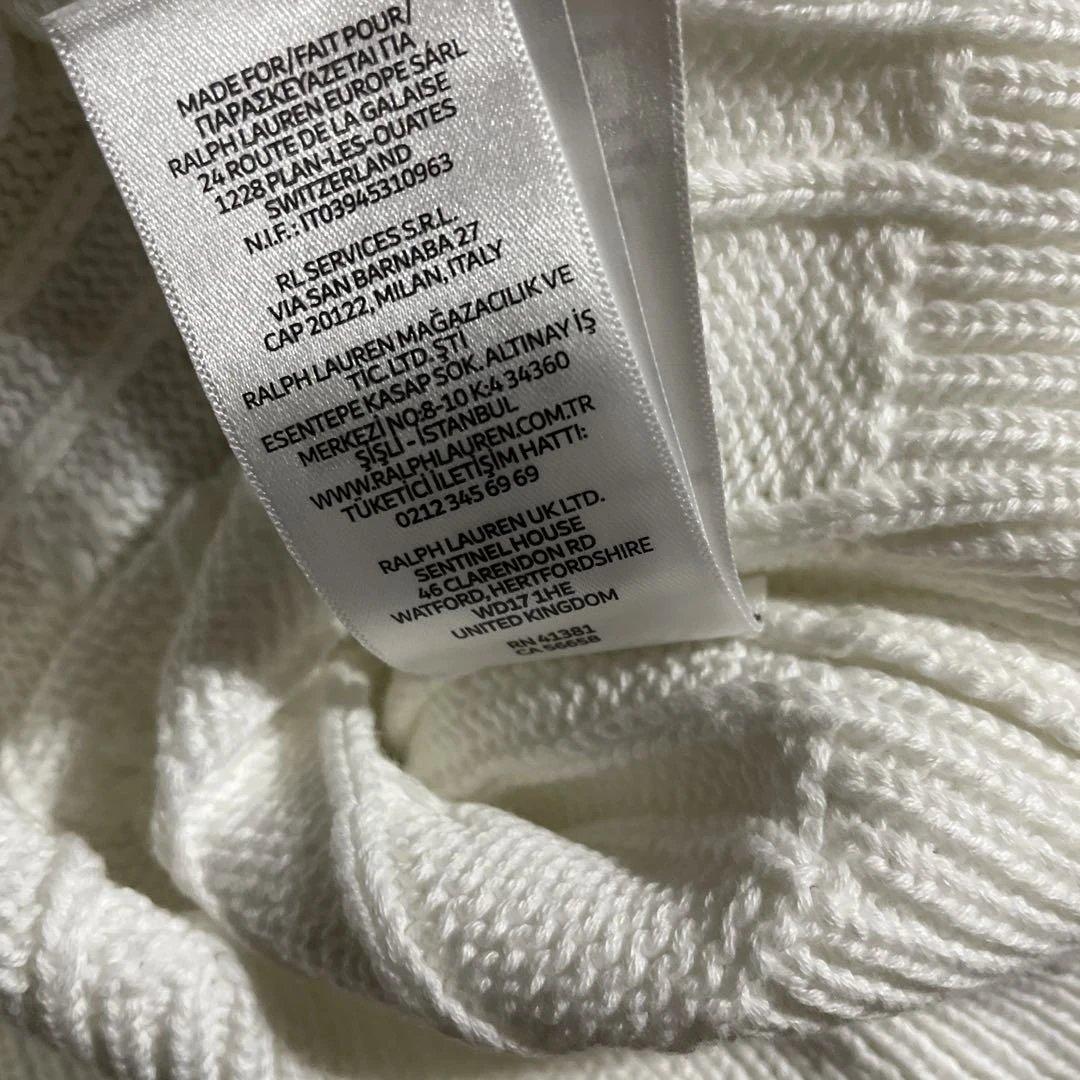 MADE FOR/FAIT POUR/
ΠΑΡΑΣΚΕΥΑΖΕΤΑΙ ΓΙΑ
RALPH LAUREN EUROPE SÁRL
24 ROUTE DE LA GALAISE
1228 PLAN-LES-OUATES
SWITZERLAND
N.I.F.: IT03945310963
RL SERVICES S.R.L.
VIA SAN BARNABA 27
CAP 20122, MILAN, ITALY
RALPH LAUREN MAĞAZACILIK VE
TIC. LTD. ŞTİ
ESENTEPE KASAP SOK. ALTINAY İŞ
MERKEZİ NO:8-10 K:4 34360
ŞİŞLİ - İSTANBUL
WWW.RALPHLAUREN.COM.TR
TÜKETİCİ İLETİŞİM HATTI:
0212 345 69 69
RALPH LAUREN UK LTD.
SENTINEL HOUSE
46 CLARENDON RD
WATFORD, HERTFORDSHIRE
WD17 1HE
UNITED KINGDOM
RN 41381
CA 56658